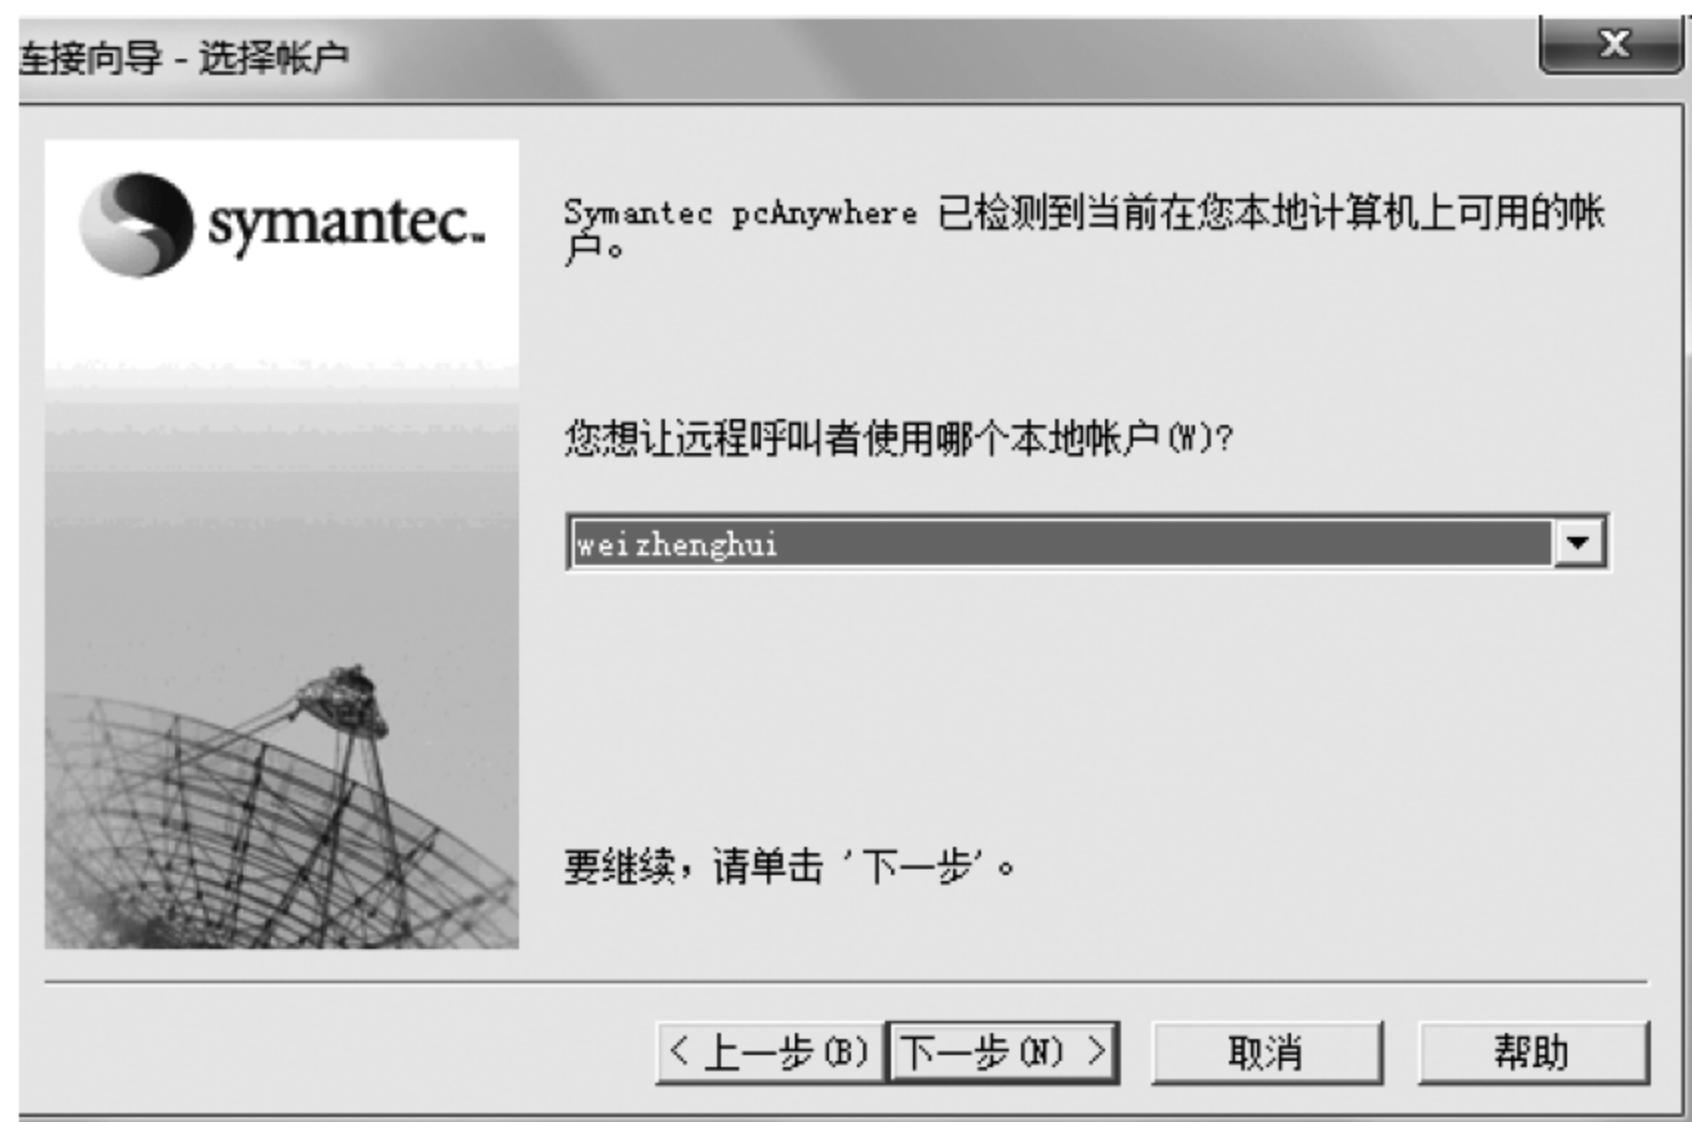 连接向导 - 选择帐户
symantec.
Symantec pcAnywhere 已检测到当前在您本地计算机上可用的帐
户。
您想让远程呼叫者使用哪个本地帐户(W)?
weizhenghui
要继续，请单击 '下一步'。
< 上一步(B) 下一步(N) > 取消 帮助